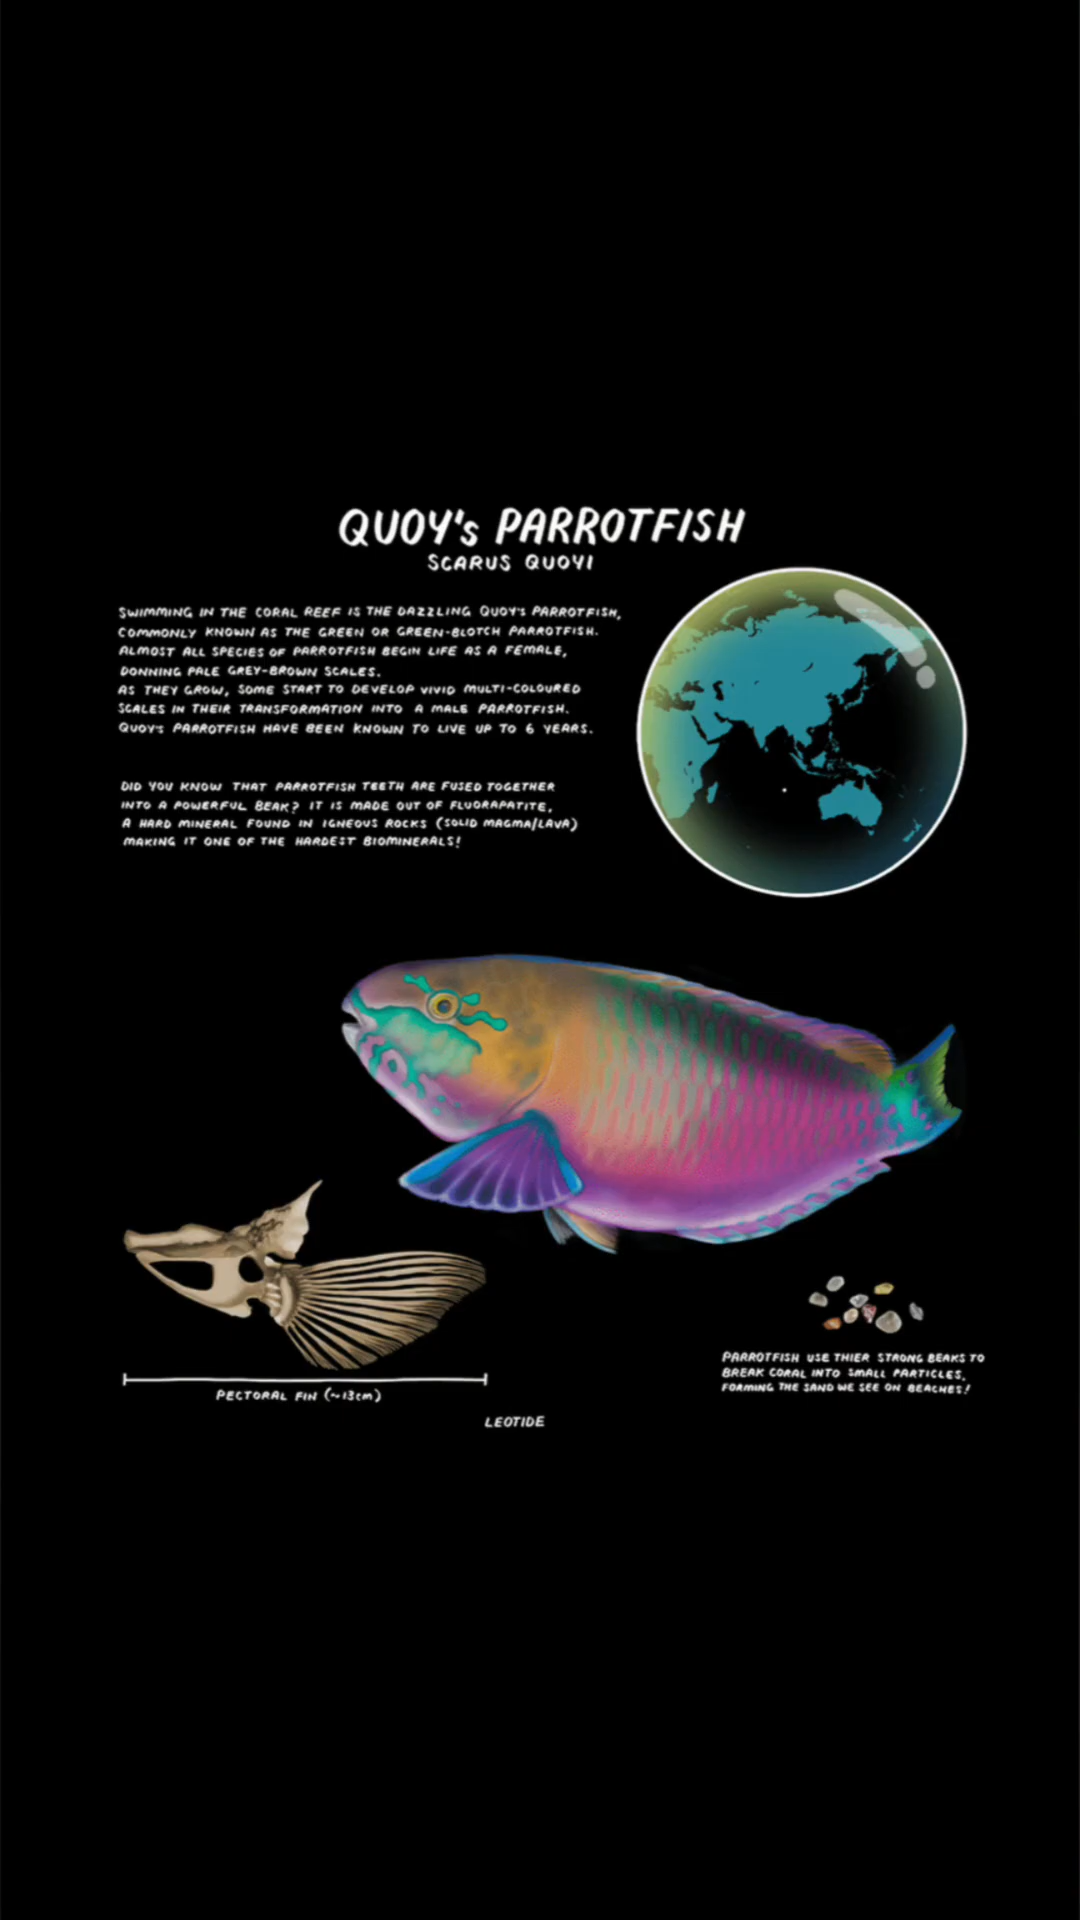 QUOY's PARROTFISH
SCARUS QUOYI
SWIMMING IN THE CORAL REEF IS THE DAZZLING QUOY'S PARROTFISH,
COMMONLY KNOWN AS THE GREEN OR GREEN-BLOTCH PARROTFISH.
ALMOST ALL SPECIES OF PARROTFISH BEGIN LIFE AS A FEMALE,
DONNING PALE GREY-BROWN SCALES.
AS THEY GROW, SOME START TO DEVELOP VIVID MULTI-COLOURED
SCALES IN THEIR TRANSFORMATION INTO A MALE PARROTFISH.
QUOY'S PARROTFISH HAVE BEEN KNOWN TO LIVE UP TO 6 YEARS.
DID YOU KNOW THAT PARROTFISH TEETH ARE FUSED TOGETHER
INTO A POWERFUL BEAK? IT IS MADE OUT OF FLUORAPATITE,
A HARD MINERAL FOUND IN IGNEOUS ROCKS (SOLID MAGMA/LAVA)
MAKING IT ONE OF THE HARDEST BIOMINERALS!
PECTORAL FIN (~13cm)
PARROTFISH USE THIER STRONG BEAKS TO
BREAK CORAL INTO SMALL PARTICLES,
FORMING THE SAND WE SEE ON BEACHES!
LEOTIDE